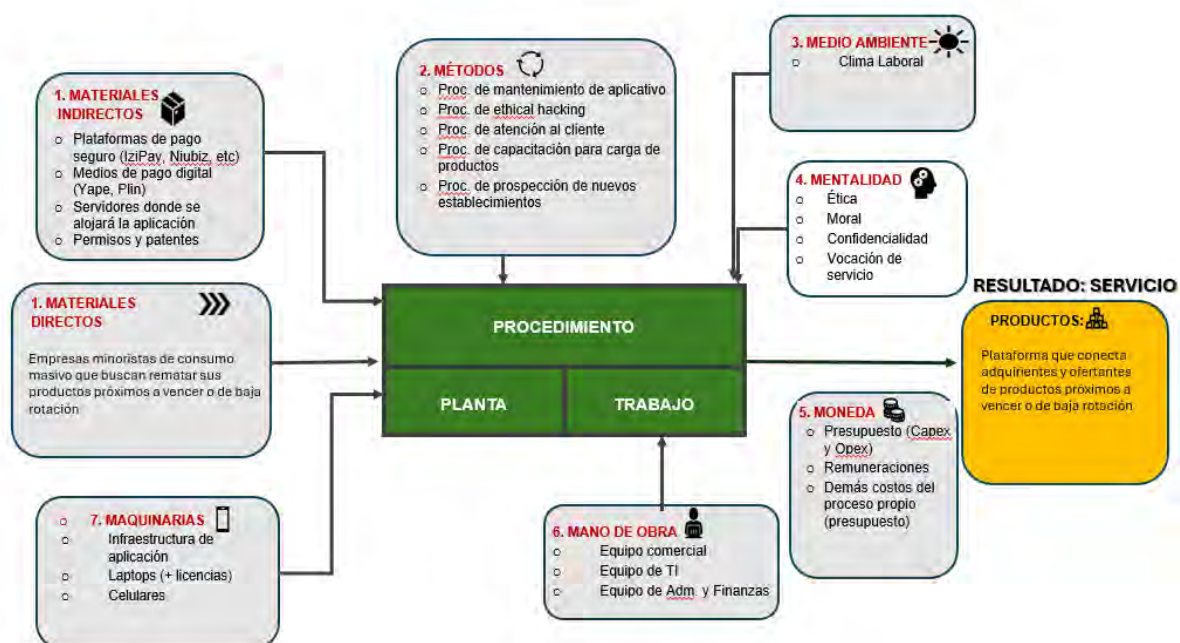 1. MATERIALES
INDIRECTOS
o Plataformas de pago
seguro (IziPay, Niubiz, etc)
o Medios de pago digital
(Yape, Plin)
o Servidores donde se
alojará la aplicación
o Permisos y patentes
2. MÉTODOS
o Proc. de mantenimiento de aplicativo
o Proc. de ethical hacking
o Proc. de atención al cliente
o Proc. de capacitación para carga de
productos
o Proc. de prospección de nuevos
establecimientos
3. MEDIO AMBIENTE
o Clima Laboral
4. MENTALIDAD
o Ética
o Moral
o Confidencialidad
o Vocación de
servicio
1. MATERIALES
DIRECTOS
Empresas minoristas de consumo
masivo que buscan rematar sus
productos próximos a vencer o de baja
rotación
PROCEDIMIENTO
PLANTA
TRABAJO
RESULTADO: SERVICIO
PRODUCTOS:
Plataforma que conecta
adquirientes y ofertantes
de productos próximos a
vencer o de baja rotación
5. MONEDA
o Presupuesto (Capex
y Opex)
o Remuneraciones
o Demás costos del
proceso propio
(presupuesto)
o 7. MAQUINARIAS
o Infraestructura de
aplicación
o Laptops (+ licencias)
o Celulares
6. MANO DE OBRA
o Equipo comercial
o Equipo de TI
o Equipo de Adm. y Finanzas